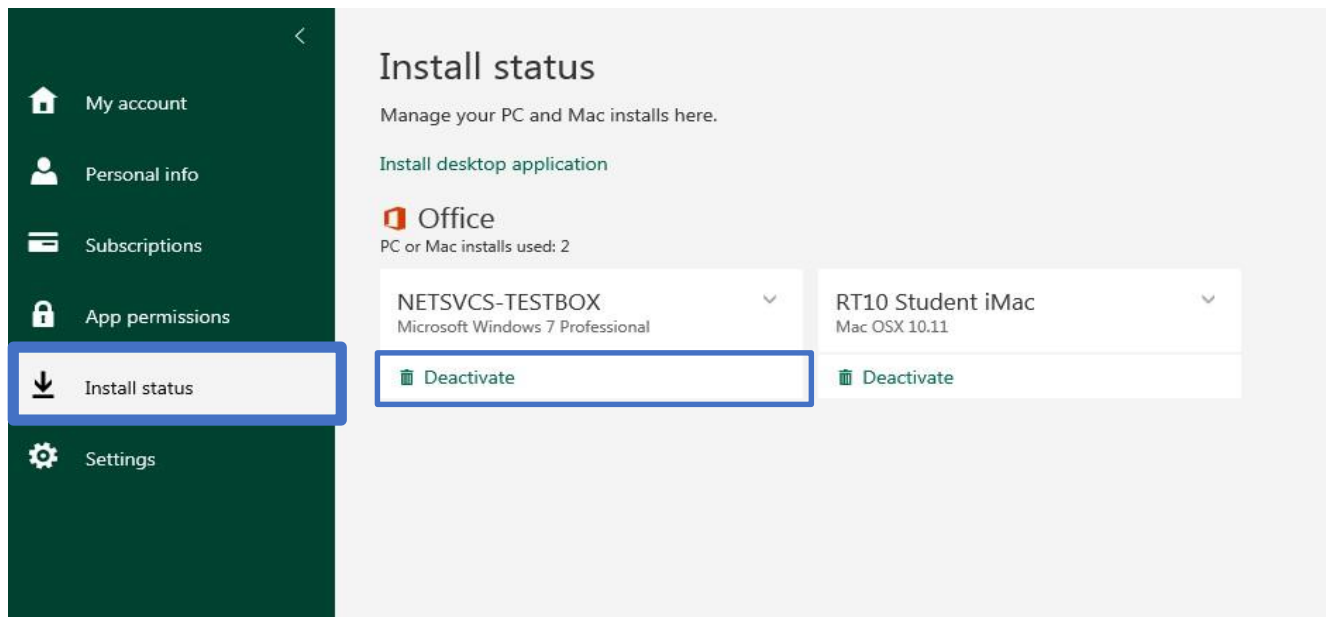 My account
Personal info
Subscriptions
App permissions
Install status
Settings
Install status
Manage your PC and Mac installs here.
Install desktop application
Office
PC or Mac installs used: 2
NETSVCS-TESTBOX
Microsoft Windows 7 Professional
Deactivate
RT10 Student iMac
Mac OSX 10.11
Deactivate